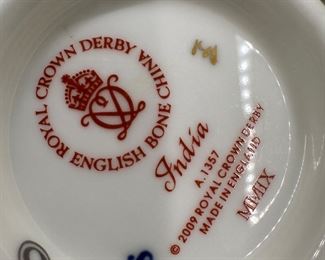 ROYAL CROWN DERBY
ENGLISH BONE CHINA
India
A.1357
© 2009 ROYAL CROWN DERBY
MADE IN ENGLAND
MMIX